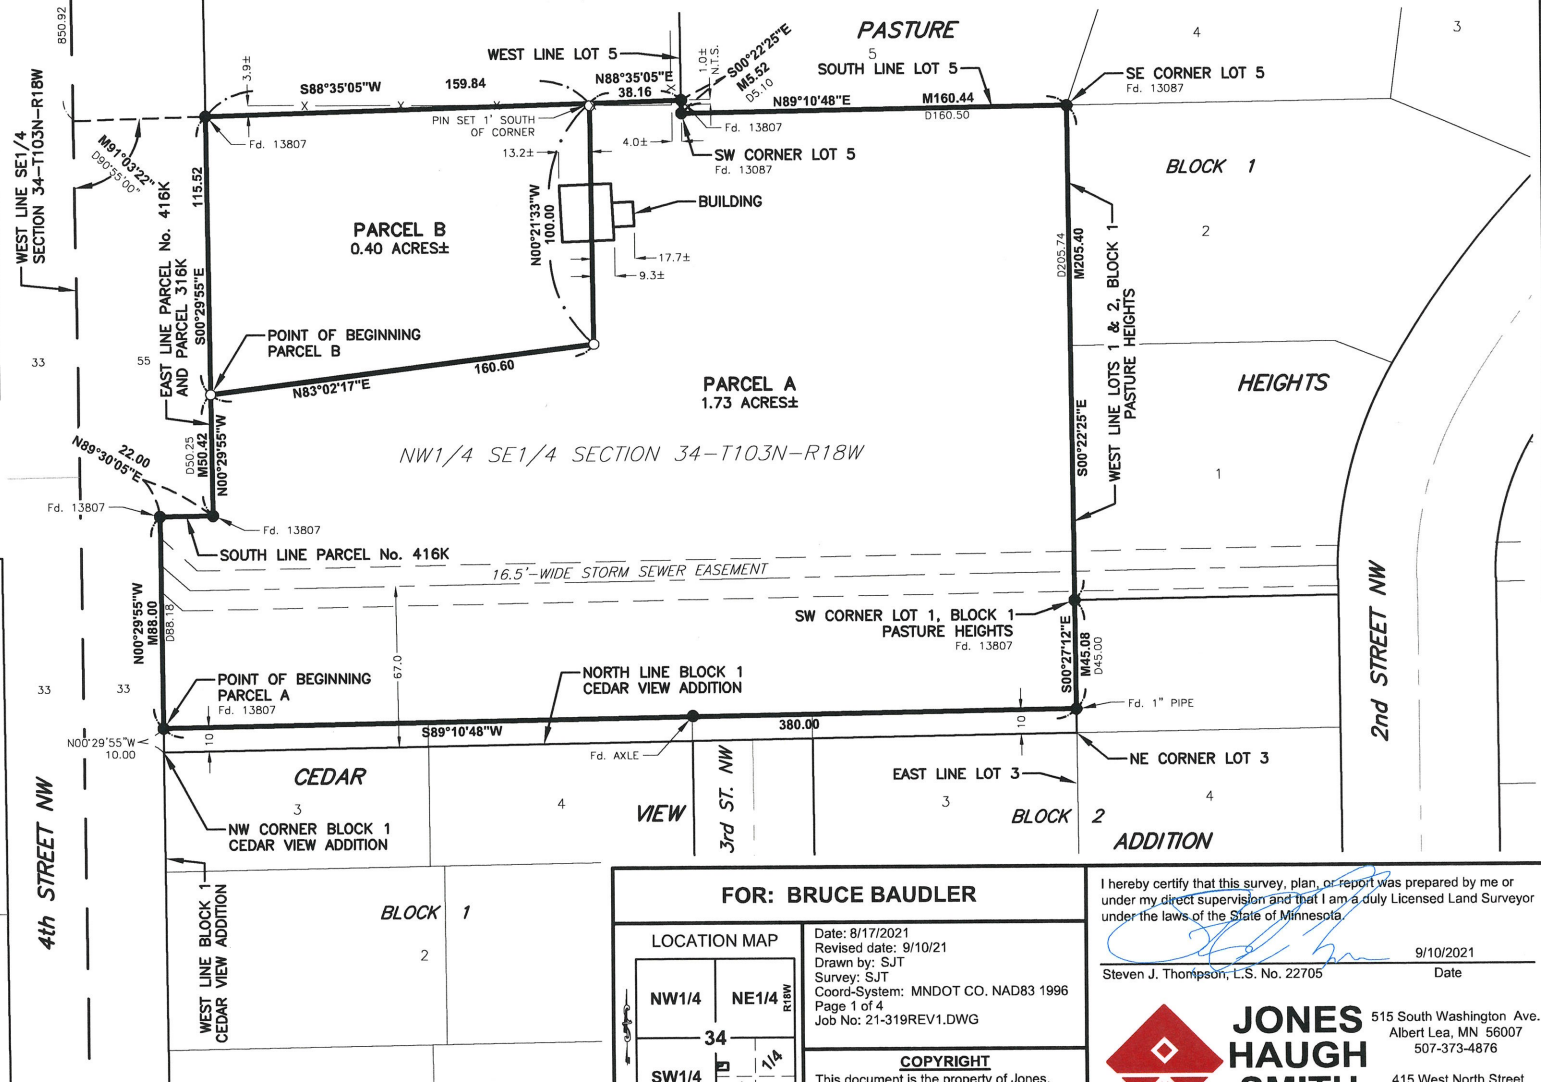 850.92
WEST LINE SE1/4
SECTION 34-T103N-R18W
M91°03'22"
D90°55'00"
3.9±
S88°35'05"W
159.84
WEST LINE LOT 5
N88°35'05"E
38.16
1.0±
N.T.S.
S00°22'25"E
M5.52
D5.10
PASTURE
5
SOUTH LINE LOT 5
N89°10'48"E
M160.44
D160.50
SE CORNER LOT 5
Fd. 13087
4
3
PIN SET 1' SOUTH
OF CORNER
Fd. 13807
Fd. 13807
13.2±
4.0±
SW CORNER LOT 5
Fd. 13087
BLOCK 1
115.52
S00°29'55"E
EAST LINE PARCEL No. 416K
AND PARCEL 316K
PARCEL B
0.40 ACRES±
N00°21'33"W
100.00
BUILDING
17.7±
9.3±
D205.74
M205.40
WEST LINE LOTS 1 & 2, BLOCK 1
PASTURE HEIGHTS
2
POINT OF BEGINNING
PARCEL B
33
55
N83°02'17"E
160.60
PARCEL A
1.73 ACRES±
HEIGHTS
N89°30'05"E
22.00
D50.25
M50.42
N00°29'55"W
NW1/4 SE1/4 SECTION 34-T103N-R18W
S00°22'25"E
1
Fd. 13807
Fd. 13807
SOUTH LINE PARCEL No. 416K
16.5'-WIDE STORM SEWER EASEMENT
N00°29'55"W
M88.00
D88.18
67.0
SW CORNER LOT 1, BLOCK 1
PASTURE HEIGHTS
Fd. 13807
S00°27'12"E
M45.08
D45.00
2nd STREET NW
33
33
POINT OF BEGINNING
PARCEL A
Fd. 13807
NORTH LINE BLOCK 1
CEDAR VIEW ADDITION
Fd. 1" PIPE
N00°29'55"W
10.00
10
S89°10'48"W
380.00
10
Fd. AXLE
NE CORNER LOT 3
EAST LINE LOT 3
CEDAR
3
4
VIEW
3rd ST. NW
3
BLOCK 2
4
ADDITION
NW CORNER BLOCK 1
CEDAR VIEW ADDITION
4th STREET NW
WEST LINE BLOCK 1
CEDAR VIEW ADDITION
BLOCK 1
2
FOR: BRUCE BAUDLER
LOCATION MAP
NW1/4
NE1/4
R18W
34
SW1/4
1/4
Date: 8/17/2021
Revised date: 9/10/21
Drawn by: SJT
Survey: SJT
Coord-System: MNDOT CO. NAD83 1996
Page 1 of 4
Job No: 21-319REV1.DWG
COPYRIGHT
This document is the property of Jones,
I hereby certify that this survey, plan, or report was prepared by me or
under my direct supervision and that I am a duly Licensed Land Surveyor
under the laws of the State of Minnesota.
9/10/2021
Steven J. Thompson, L.S. No. 22705
Date
JONES
HAUGH
SMITH
515 South Washington Ave.
Albert Lea, MN 56007
507-373-4876
415 West North Street